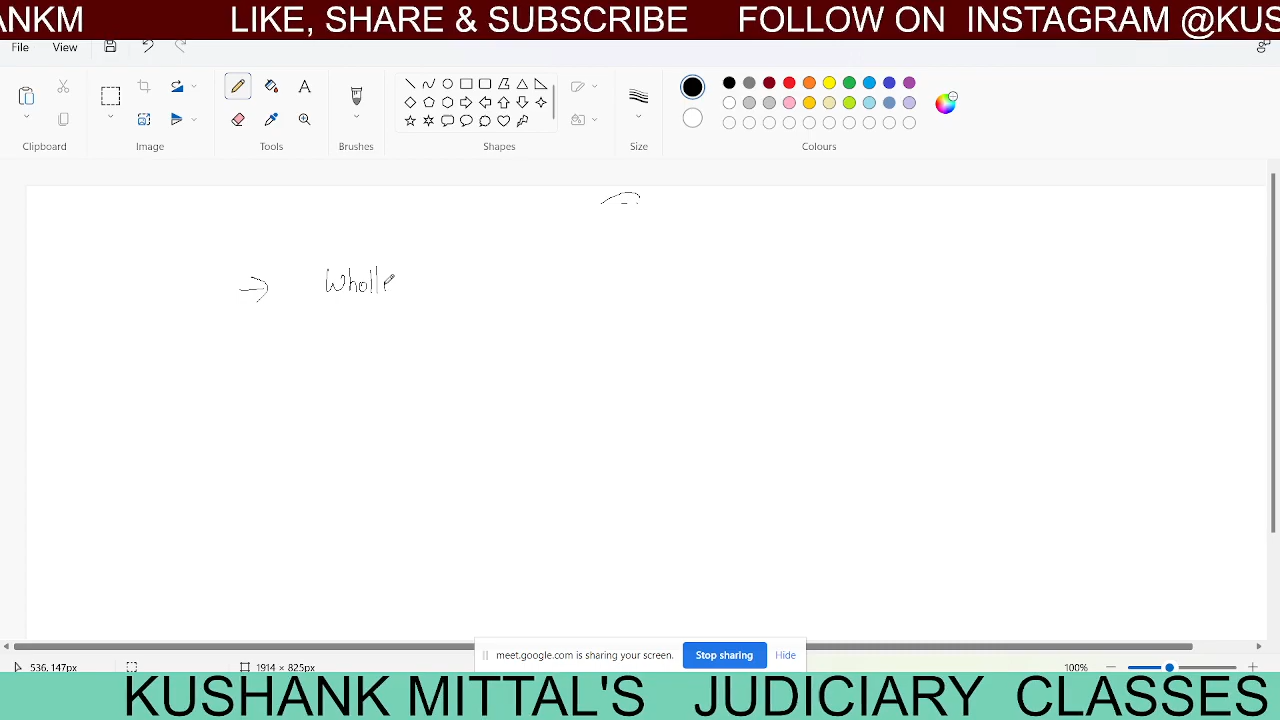 ANKM LIKE, SHARE & SUBSCRIBE FOLLOW ON INSTAGRAM @KUS
File View
Clipboard Image Tools Brushes Shapes Size Colours
→ Wholl
meet.google.com is sharing your screen. Stop sharing Hide
536, 147px 1914 × 825px 100%
KUSHANK MITTAL'S JUDICIARY CLASSES